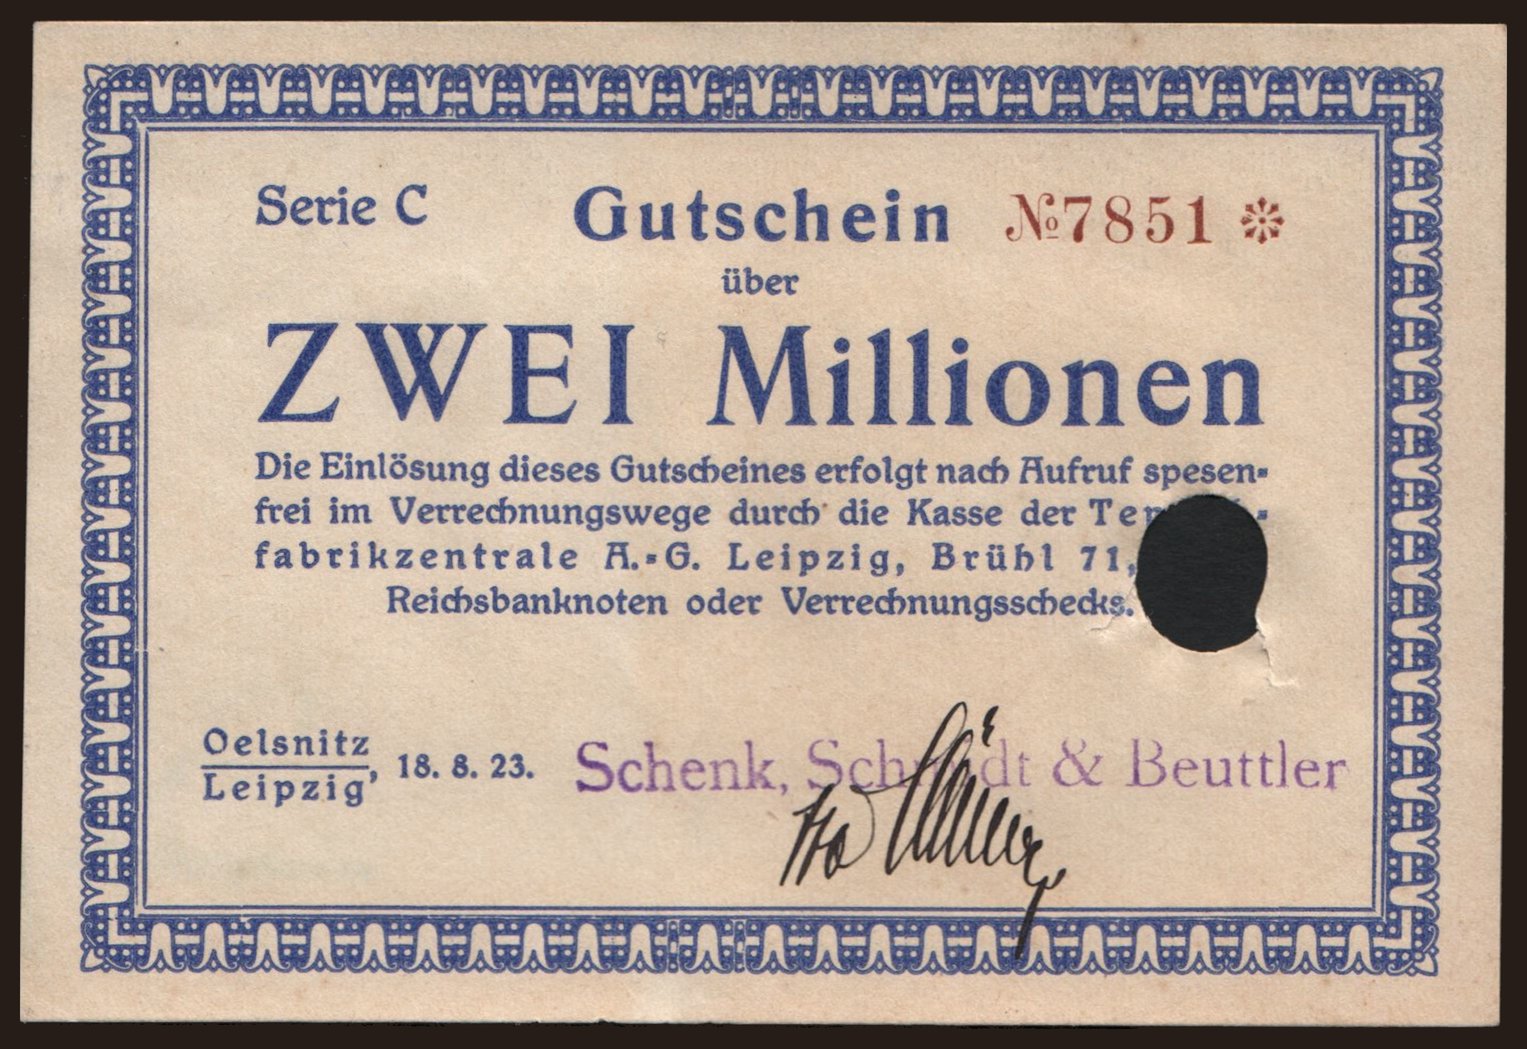 Serie C Gutschein №7851 *
über
ZWEI Millionen
Die Einlösung dieses Gutscheines erfolgt nach Aufruf spesen-
frei im Verrechnungswege durch die Kasse der
fabrikzentrale A.-G. Leipzig, Brühl 71,
Reichsbanknoten oder Verrechnungsschecks.
Oelsnitz
Leipzig, 18. 8. 23.
Schenk, Schmidt & Beuttler